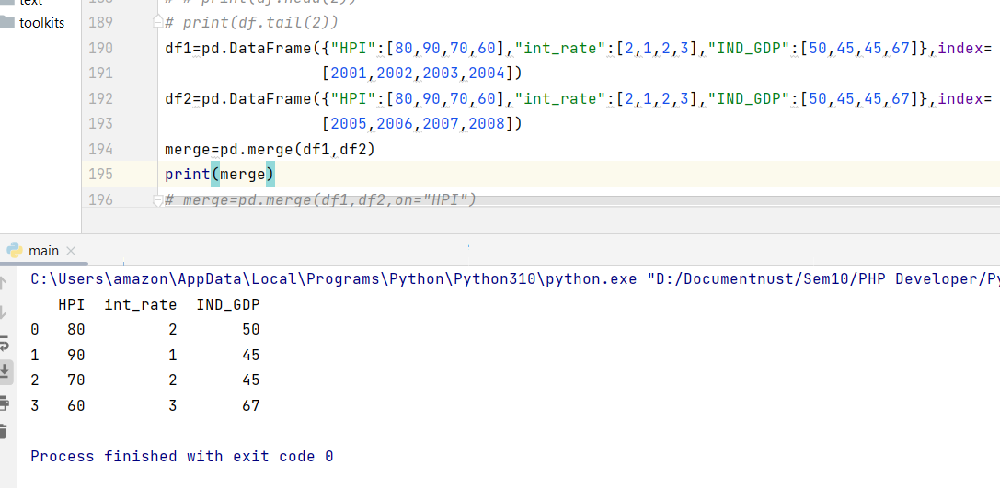 text
toolkits
188 # # print(df.head(2))
189 # print(df.tail(2))
190 df1=pd.DataFrame({"HPI":[80,90,70,60],"int_rate":[2,1,2,3],"IND_GDP":[50,45,45,67]},index=
191 [2001,2002,2003,2004])
192 df2=pd.DataFrame({"HPI":[80,90,70,60],"int_rate":[2,1,2,3],"IND_GDP":[50,45,45,67]},index=
193 [2005,2006,2007,2008])
194 merge=pd.merge(df1,df2)
195 print(merge)
196 # merge=pd.merge(df1,df2,on="HPI")
main
C:\Users\amazon\AppData\Local\Programs\Python\Python310\python.exe "D:/Documentnust/Sem10/PHP Developer/Py
HPI int_rate IND_GDP
0 80 2 50
1 90 1 45
2 70 2 45
3 60 3 67
Process finished with exit code 0